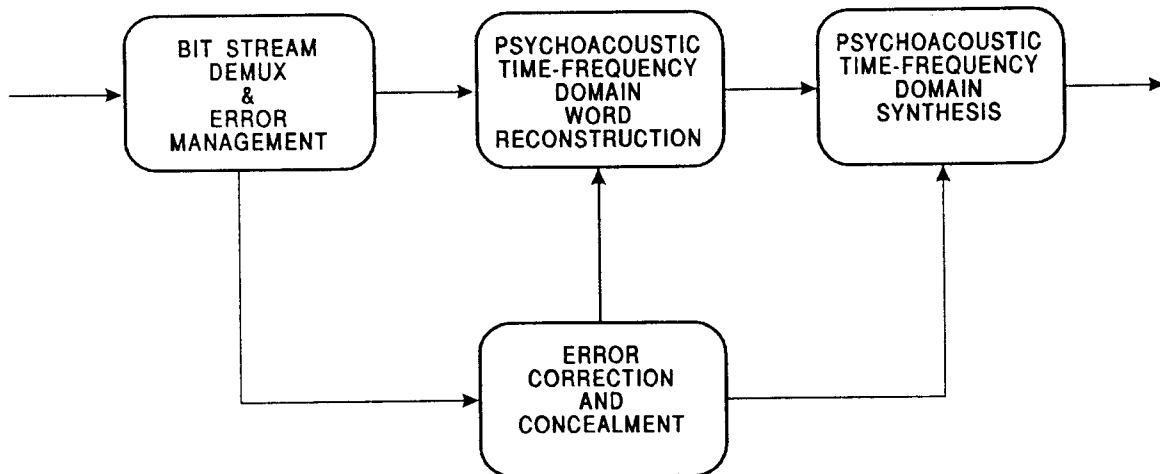 BIT STREAM
DEMUX
&
ERROR
MANAGEMENT
PSYCHOACOUSTIC
TIME-FREQUENCY
DOMAIN
WORD
RECONSTRUCTION
PSYCHOACOUSTIC
TIME-FREQUENCY
DOMAIN
SYNTHESIS
ERROR
CORRECTION
AND
CONCEALMENT